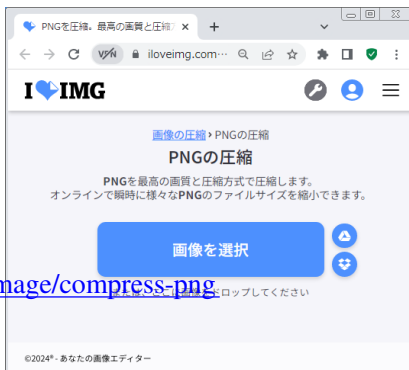 PNGを圧縮。最高の画質と圧縮
VPN iloveimg.com…
I IMG
画像の圧縮 › PNGの圧縮
PNGの圧縮
PNGを最高の画質と圧縮方式で圧縮します。
オンラインで瞬時に様々なPNGのファイルサイズを縮小できます。
画像を選択
mage/compress-png
ドロップしてください
©2024® - あなたの画像エディター